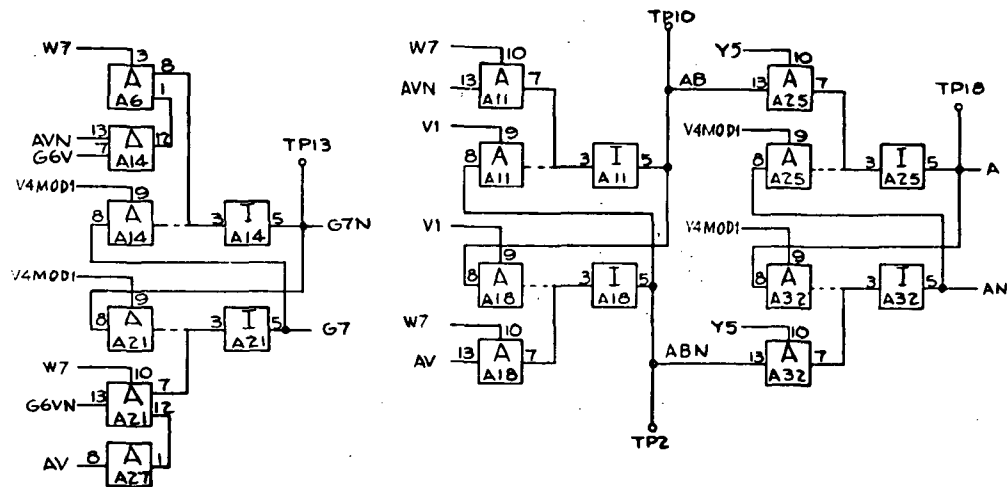 W7
3
A
A6
8
1
AVN 13
G6V 7
A
A14
12
TP13
V4MOD1
9
8
A
A14
3
I
A14
5
G7N
V4MOD1
9
8
A
A21
3
I
A21
5
G7
W7
10
G6VN 13
A
A21
7
12
AV 8
A
A27
1
TP10
W7
10
AVN 13
A
A11
7
V1
9
8
A
A11
3
I
A11
5
V1
9
8
A
A18
3
I
A18
5
W7
10
AV 13
A
A18
7
TP2
AB
ABN
Y5
10
13
A
A25
7
TP18
V4MOD1
9
8
A
A25
3
I
A25
5
A
V4MOD1
9
8
A
A32
3
I
A32
5
AN
Y5
10
13
A
A32
7